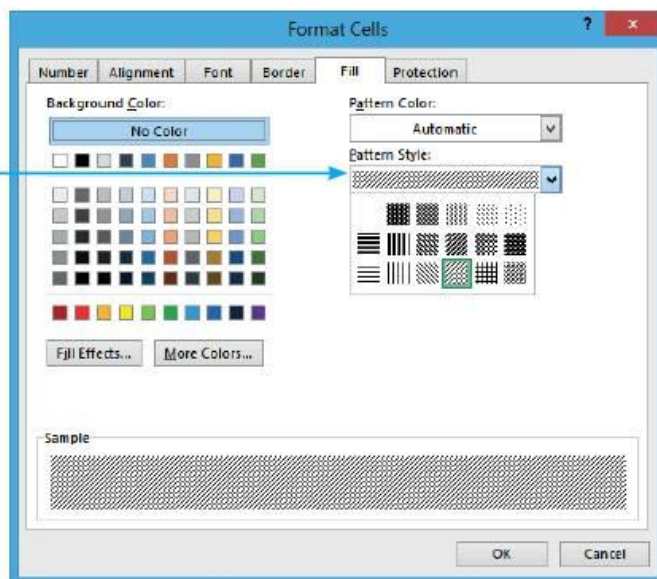 Format Cells
? x
Number Alignment Font Border Fill Protection
Background Color:
No Color
Pattern Color:
Automatic
Pattern Style:
Fill Effects...
More Colors...
Sample
OK
Cancel